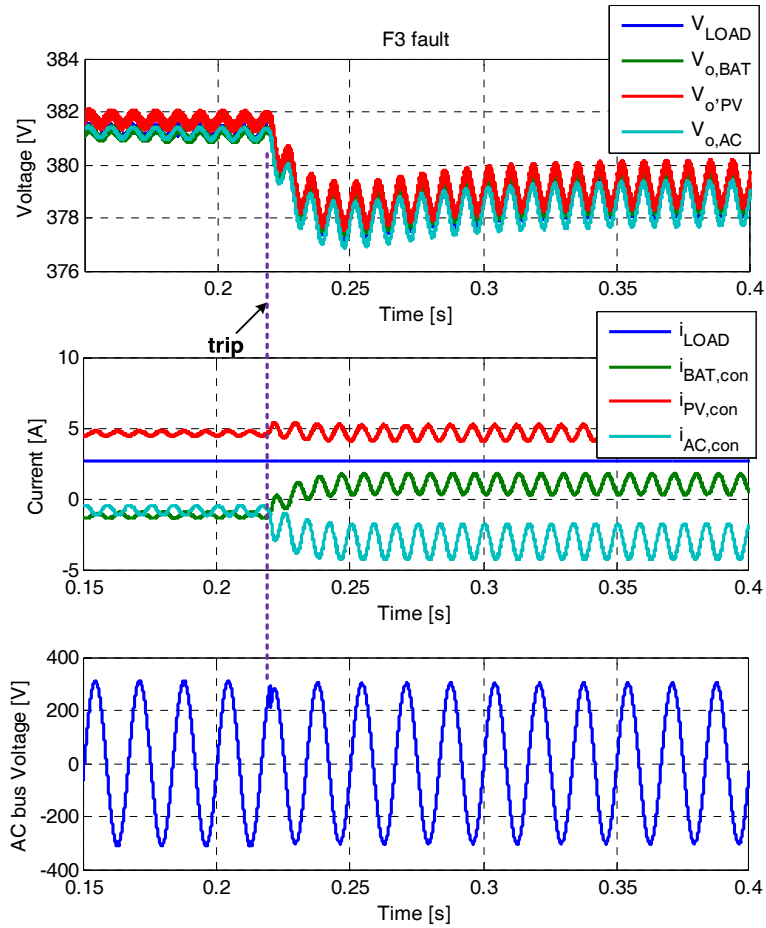 F3 fault
384
382
380
378
376
Voltage [V]
V_LOAD
V_o,BAT
V_o'PV
V_o,AC
0.2
0.25
0.3
0.35
0.4
Time [s]
trip
10
5
0
-5
Current [A]
i_LOAD
i_BAT,con
i_PV,con
i_AC,con
0.15
0.2
0.25
0.3
0.35
0.4
Time [s]
400
200
0
-200
-400
AC bus Voltage [V]
0.15
0.2
0.25
0.3
0.35
0.4
Time [s]